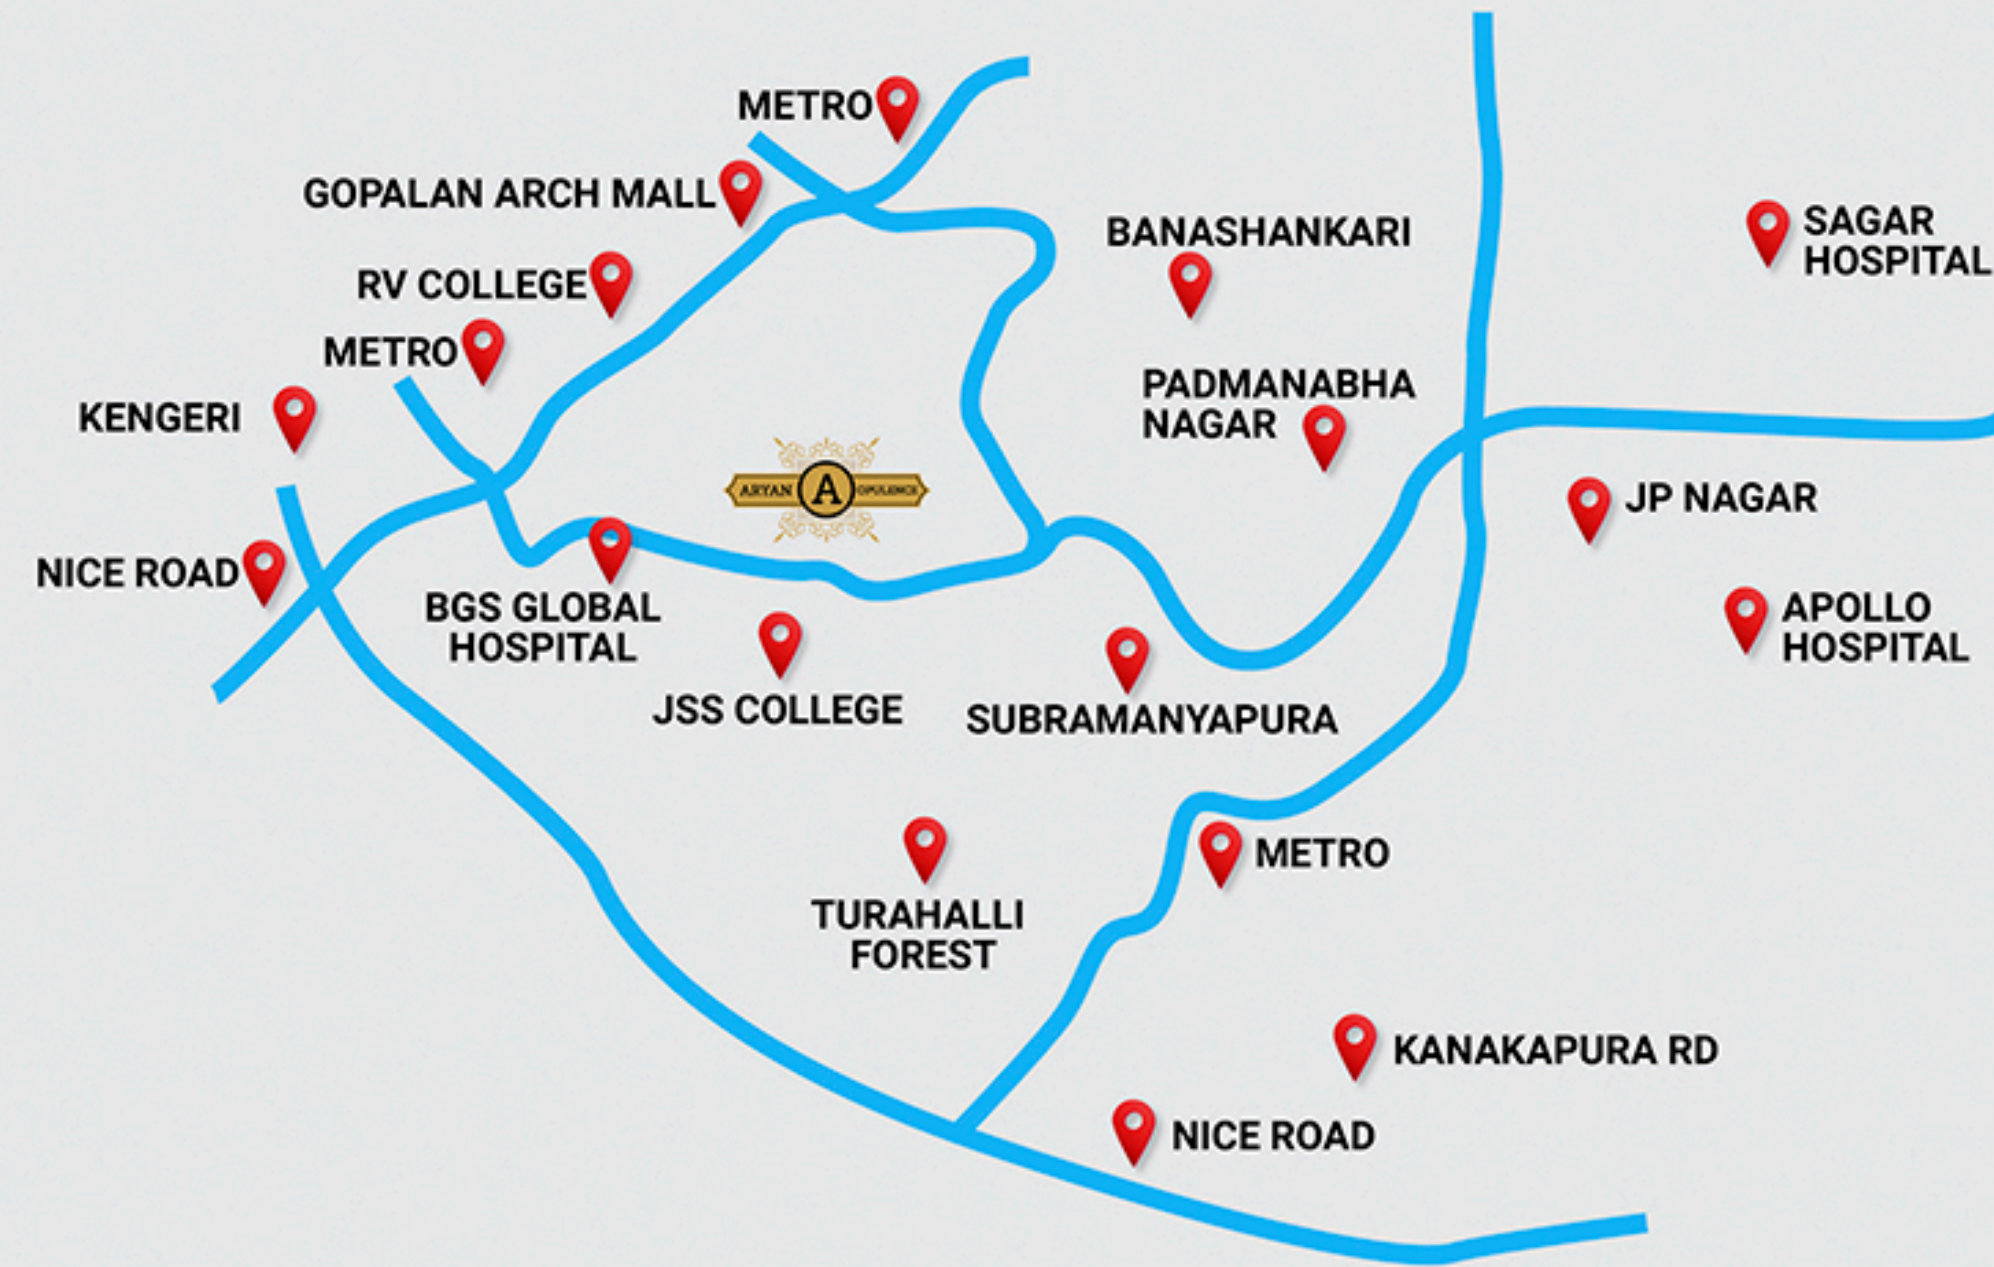 METRO
GOPALAN ARCH MALL
BANASHANKARI
SAGAR
HOSPITAL
RV COLLEGE
METRO
KENGERI
PADMANABHA
NAGAR
ARYAN A OPULENCE
JP NAGAR
NICE ROAD
BGS GLOBAL
HOSPITAL
APOLLO
HOSPITAL
JSS COLLEGE
SUBRAMANYAPURA
METRO
TURAHALLI
FOREST
KANAKAPURA RD
NICE ROAD